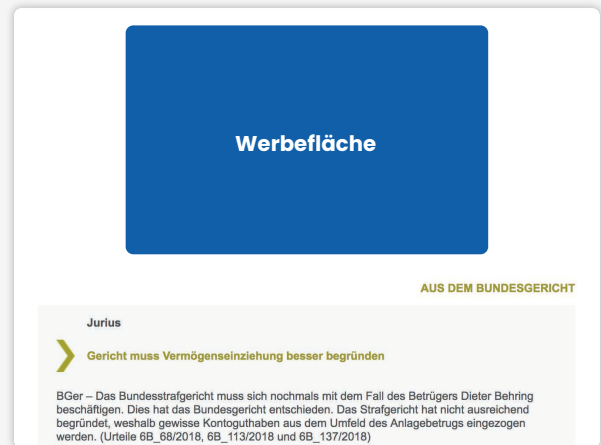 Werbefläche
AUS DEM BUNDESGERICHT
Jurius
Gericht muss Vermögenseinziehung besser begründen
BGer – Das Bundesstrafgericht muss sich nochmals mit dem Fall des Betrügers Dieter Behring
beschäftigen. Dies hat das Bundesgericht entschieden. Das Strafgericht hat nicht ausreichend
begründet, weshalb gewisse Kontoguthaben aus dem Umfeld des Anlagebetrugs eingezogen
werden. (Urteile 6B_68/2018, 6B_113/2018 und 6B_137/2018)